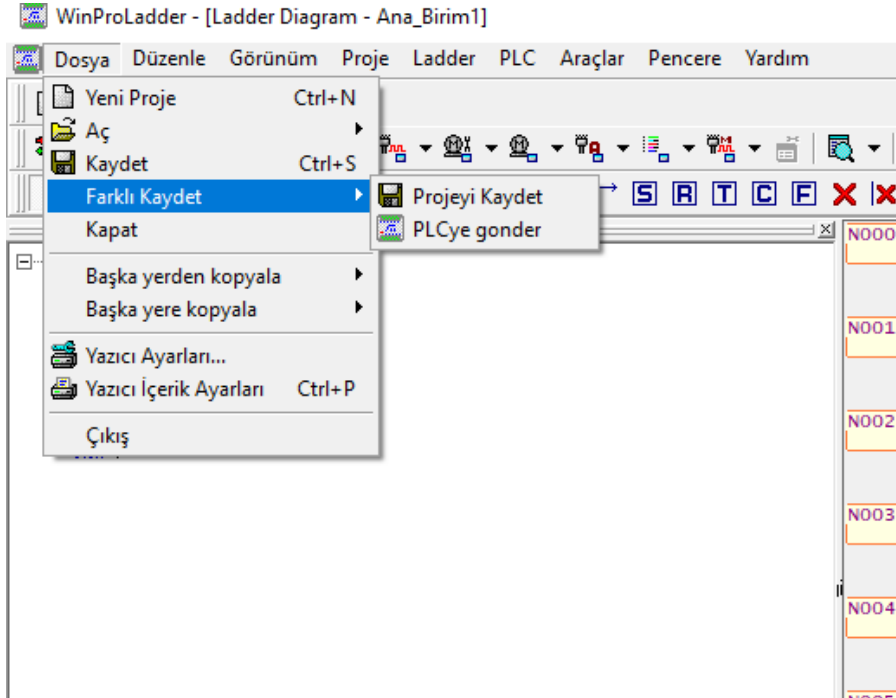 WinProLadder - [Ladder Diagram - Ana_Birim1]
Dosya Düzenle Görünüm Proje Ladder PLC Araçlar Pencere Yardım
Yeni Proje Ctrl+N
Aç
Kaydet Ctrl+S
Farklı Kaydet
Projeyi Kaydet
S R T C F
Kapat
PLCye gonder
N000
Başka yerden kopyala
Başka yere kopyala
N001
Yazıcı Ayarları...
Yazıcı İçerik Ayarları Ctrl+P
N002
Çıkış
N003
N004